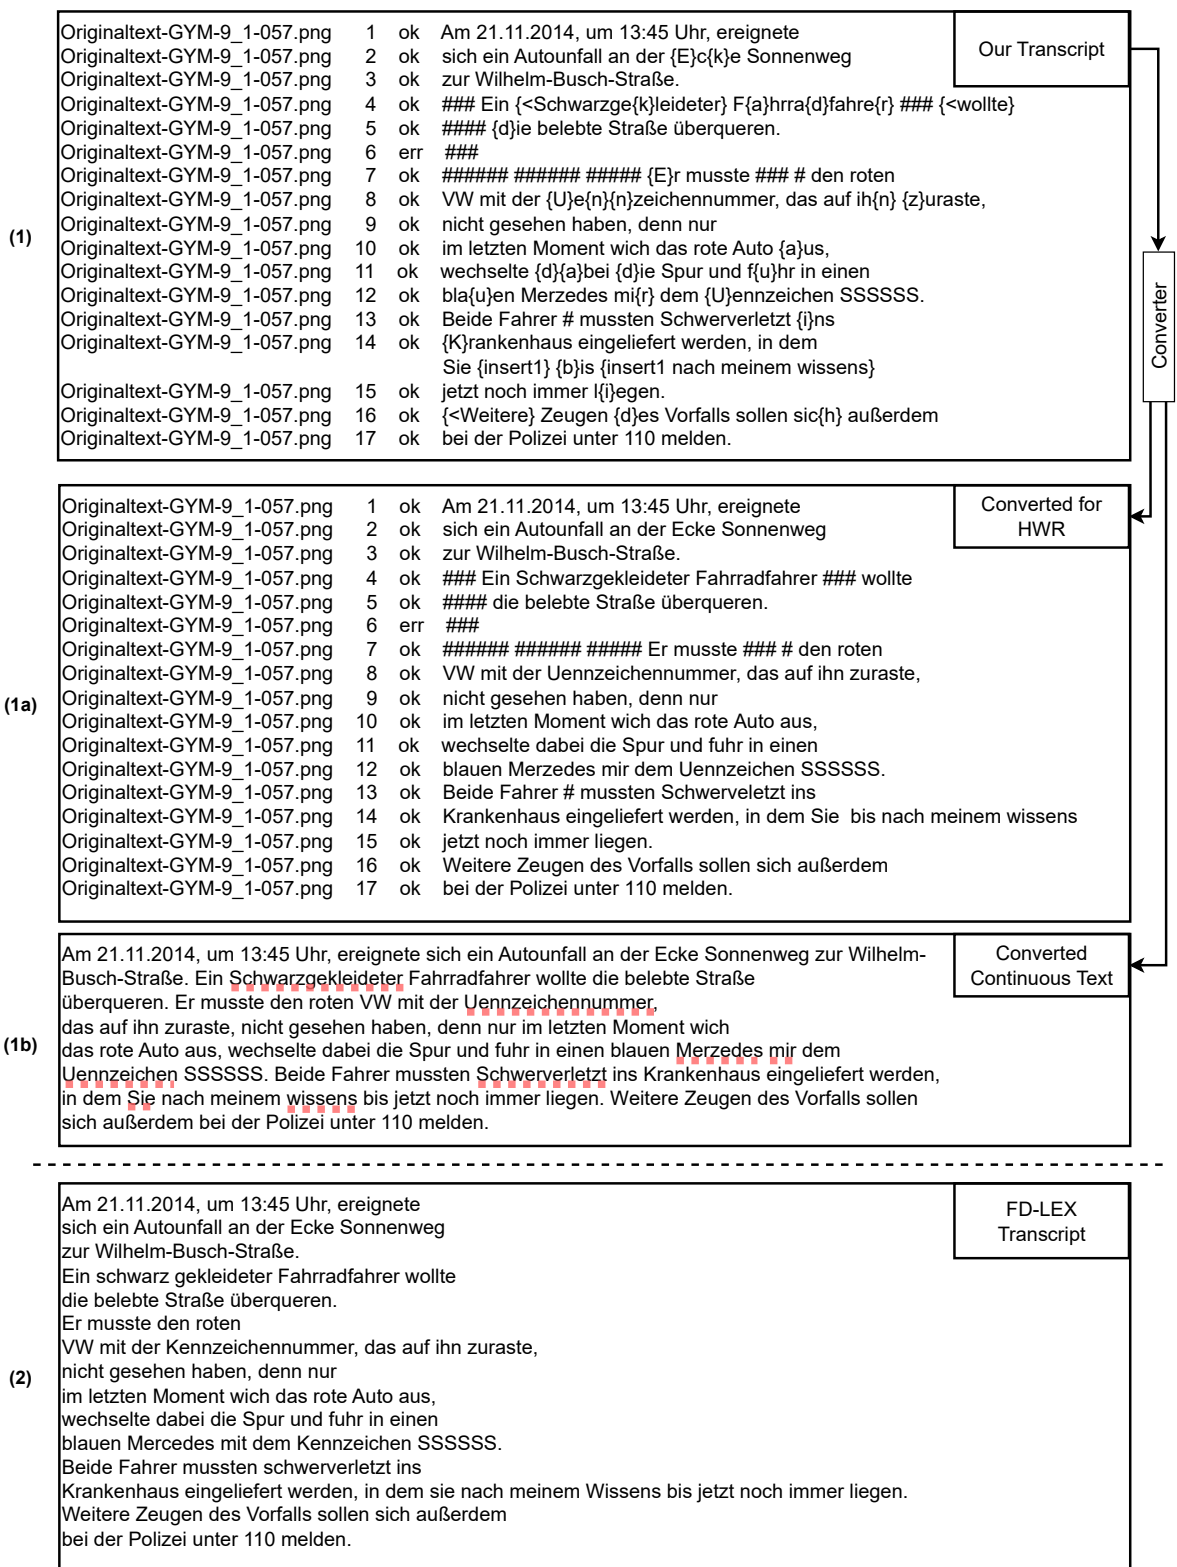 Our Transcript
(1)
Originaltext-GYM-9_1-057.png 1 ok Am 21.11.2014, um 13:45 Uhr, ereignete
Originaltext-GYM-9_1-057.png 2 ok sich ein Autounfall an der {E}c{k}e Sonnenweg
Originaltext-GYM-9_1-057.png 3 ok zur Wilhelm-Busch-Straße.
Originaltext-GYM-9_1-057.png 4 ok ### Ein {<Schwarzge{k}leideter} F{a}hrra{d}fahre{r} ### {<wollte}
Originaltext-GYM-9_1-057.png 5 ok #### {d}ie belebte Straße überqueren.
Originaltext-GYM-9_1-057.png 6 err ###
Originaltext-GYM-9_1-057.png 7 ok ###### ###### ##### {E}r musste ### # den roten
Originaltext-GYM-9_1-057.png 8 ok VW mit der {U}e{n}{n}zeichennummer, das auf ih{n} {z}uraste,
Originaltext-GYM-9_1-057.png 9 ok nicht gesehen haben, denn nur
Originaltext-GYM-9_1-057.png 10 ok im letzten Moment wich das rote Auto {a}us,
Originaltext-GYM-9_1-057.png 11 ok wechselte {d}{a}bei {d}ie Spur und f{u}hr in einen
Originaltext-GYM-9_1-057.png 12 ok bla{u}en Merzedes mi{r} dem {U}ennzeichen SSSSSS.
Originaltext-GYM-9_1-057.png 13 ok Beide Fahrer # mussten Schwerverletzt {i}ns
Originaltext-GYM-9_1-057.png 14 ok {K}rankenhaus eingeliefert werden, in dem
Sie {insert1} {b}is {insert1 nach meinem wissens}
Originaltext-GYM-9_1-057.png 15 ok jetzt noch immer l{i}egen.
Originaltext-GYM-9_1-057.png 16 ok {<Weitere} Zeugen {d}es Vorfalls sollen sic{h} außerdem
Originaltext-GYM-9_1-057.png 17 ok bei der Polizei unter 110 melden.
Converter
Converted for
HWR
(1a)
Originaltext-GYM-9_1-057.png 1 ok Am 21.11.2014, um 13:45 Uhr, ereignete
Originaltext-GYM-9_1-057.png 2 ok sich ein Autounfall an der Ecke Sonnenweg
Originaltext-GYM-9_1-057.png 3 ok zur Wilhelm-Busch-Straße.
Originaltext-GYM-9_1-057.png 4 ok ### Ein Schwarzgekleideter Fahrradfahrer ### wollte
Originaltext-GYM-9_1-057.png 5 ok #### die belebte Straße überqueren.
Originaltext-GYM-9_1-057.png 6 err ###
Originaltext-GYM-9_1-057.png 7 ok ###### ###### ##### Er musste ### # den roten
Originaltext-GYM-9_1-057.png 8 ok VW mit der Uennzeichennummer, das auf ihn zuraste,
Originaltext-GYM-9_1-057.png 9 ok nicht gesehen haben, denn nur
Originaltext-GYM-9_1-057.png 10 ok im letzten Moment wich das rote Auto aus,
Originaltext-GYM-9_1-057.png 11 ok wechselte dabei die Spur und fuhr in einen
Originaltext-GYM-9_1-057.png 12 ok blauen Merzedes mir dem Uennzeichen SSSSSS.
Originaltext-GYM-9_1-057.png 13 ok Beide Fahrer # mussten Schwerveletzt ins
Originaltext-GYM-9_1-057.png 14 ok Krankenhaus eingeliefert werden, in dem Sie bis nach meinem wissens
Originaltext-GYM-9_1-057.png 15 ok jetzt noch immer liegen.
Originaltext-GYM-9_1-057.png 16 ok Weitere Zeugen des Vorfalls sollen sich außerdem
Originaltext-GYM-9_1-057.png 17 ok bei der Polizei unter 110 melden.
Converted
Continuous Text
(1b)
Am 21.11.2014, um 13:45 Uhr, ereignete sich ein Autounfall an der Ecke Sonnenweg zur Wilhelm-
Busch-Straße. Ein Schwarzgekleideter Fahrradfahrer wollte die belebte Straße
überqueren. Er musste den roten VW mit der Uennzeichennummer,
das auf ihn zuraste, nicht gesehen haben, denn nur im letzten Moment wich
das rote Auto aus, wechselte dabei die Spur und fuhr in einen blauen Merzedes mir dem
Uennzeichen SSSSSS. Beide Fahrer mussten Schwerverletzt ins Krankenhaus eingeliefert werden,
in dem Sie nach meinem wissens bis jetzt noch immer liegen. Weitere Zeugen des Vorfalls sollen
sich außerdem bei der Polizei unter 110 melden.
FD-LEX
Transcript
(2)
Am 21.11.2014, um 13:45 Uhr, ereignete
sich ein Autounfall an der Ecke Sonnenweg
zur Wilhelm-Busch-Straße.
Ein schwarz gekleideter Fahrradfahrer wollte
die belebte Straße überqueren.
Er musste den roten
VW mit der Kennzeichennummer, das auf ihn zuraste,
nicht gesehen haben, denn nur
im letzten Moment wich das rote Auto aus,
wechselte dabei die Spur und fuhr in einen
blauen Mercedes mit dem Kennzeichen SSSSSS.
Beide Fahrer mussten schwerverletzt ins
Krankenhaus eingeliefert werden, in dem sie nach meinem Wissens bis jetzt noch immer liegen.
Weitere Zeugen des Vorfalls sollen sich außerdem
bei der Polizei unter 110 melden.